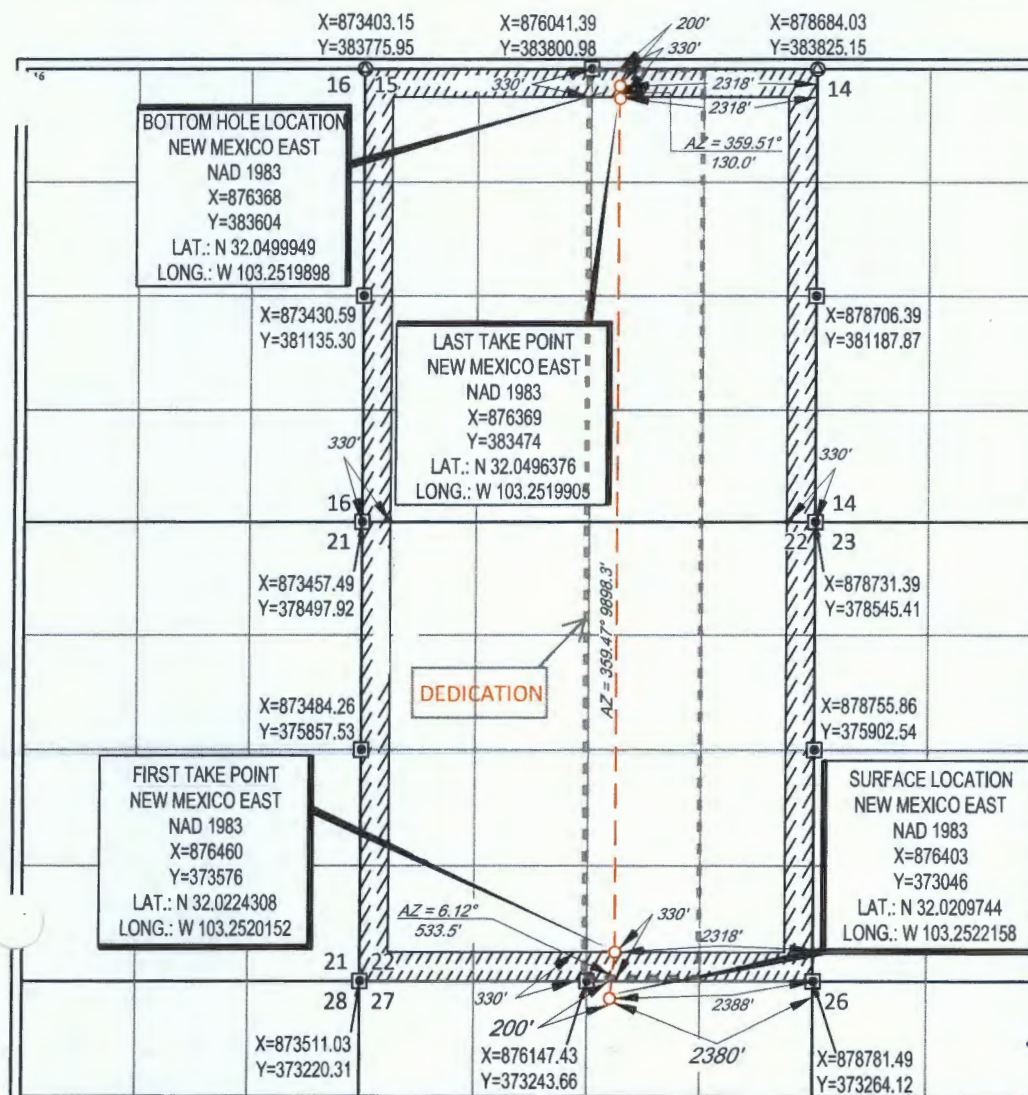 X=873403.15
Y=383775.95
X=876041.39
Y=383800.98
X=878684.03
Y=383825.15
200'
330'
16
15
330'
2318'
14
2318'
BOTTOM HOLE LOCATION
NEW MEXICO EAST
NAD 1983
X=876368
Y=383604
LAT.: N 32.0499949
LONG.: W 103.2519898
AZ = 359.51°
130.0'
X=873430.59
Y=381135.30
X=878706.39
Y=381187.87
LAST TAKE POINT
NEW MEXICO EAST
NAD 1983
X=876369
Y=383474
LAT.: N 32.0496376
LONG.: W 103.2519905
330'
330'
16
14
21
22
23
X=873457.49
Y=378497.92
X=878731.39
Y=378545.41
AZ = 359.47° 9898.3'
DEDICATION
X=873484.26
Y=375857.53
X=878755.86
Y=375902.54
FIRST TAKE POINT
NEW MEXICO EAST
NAD 1983
X=876460
Y=373576
LAT.: N 32.0224308
LONG.: W 103.2520152
SURFACE LOCATION
NEW MEXICO EAST
NAD 1983
X=876403
Y=373046
LAT.: N 32.0209744
LONG.: W 103.2522158
AZ = 6.12°
533.5'
330'
2318'
21
22
28
27
330'
2388'
26
200'
2380'
X=873511.03
Y=373220.31
X=876147.43
Y=373243.66
X=878781.49
Y=373264.12